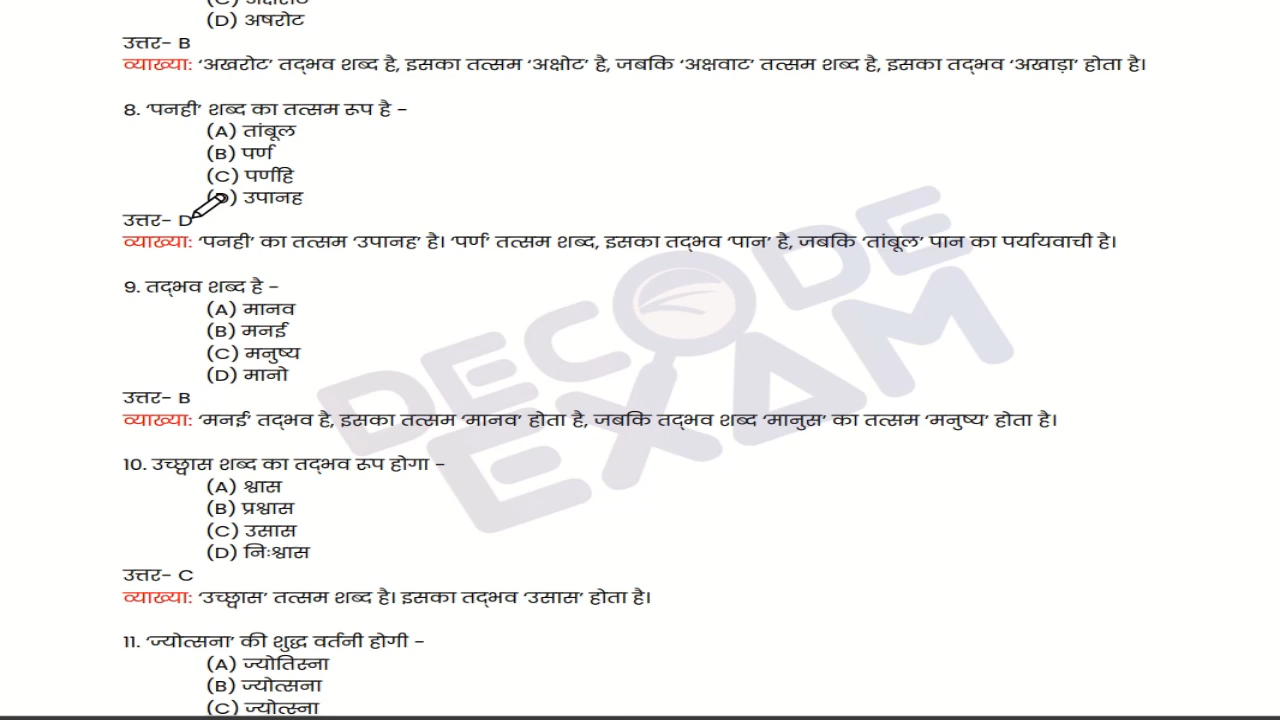 (D) अषरोट
उत्तर- B
व्याख्या: ‘अखरोट’ तद्भव शब्द है, इसका तत्सम ‘अक्षोट’ है, जबकि ‘अक्षवाट’ तत्सम शब्द है, इसका तद्भव ‘अखाड़ा’ होता है।
8. ‘पनही’ शब्द का तत्सम रूप है –
(A) तांबूल
(B) पर्ण
(C) पर्णहि
(D) उपानह
उत्तर- D
व्याख्या: ‘पनही’ का तत्सम ‘उपानह’ है। ‘पर्ण’ तत्सम शब्द, इसका तद्भव ‘पान’ है, जबकि ‘तांबूल’ पान का पर्यायवाची है।
9. तद्भव शब्द है –
(A) मानव
(B) मनई
(C) मनुष्य
(D) मानो
उत्तर- B
व्याख्या: ‘मनई’ तद्भव है, इसका तत्सम ‘मानव’ होता है, जबकि तद्भव शब्द ‘मानुस’ का तत्सम ‘मनुष्य’ होता है।
10. उच्छ्वास शब्द का तद्भव रूप होगा –
(A) श्वास
(B) प्रश्वास
(C) उसास
(D) निःश्वास
उत्तर- C
व्याख्या: ‘उच्छ्वास’ तत्सम शब्द है। इसका तद्भव ‘उसास’ होता है।
11. ‘ज्योत्सना’ की शुद्ध वर्तनी होगी –
(A) ज्योतिस्ना
(B) ज्योत्सना
(C) ज्योत्स्ना
DECODE
EXAM